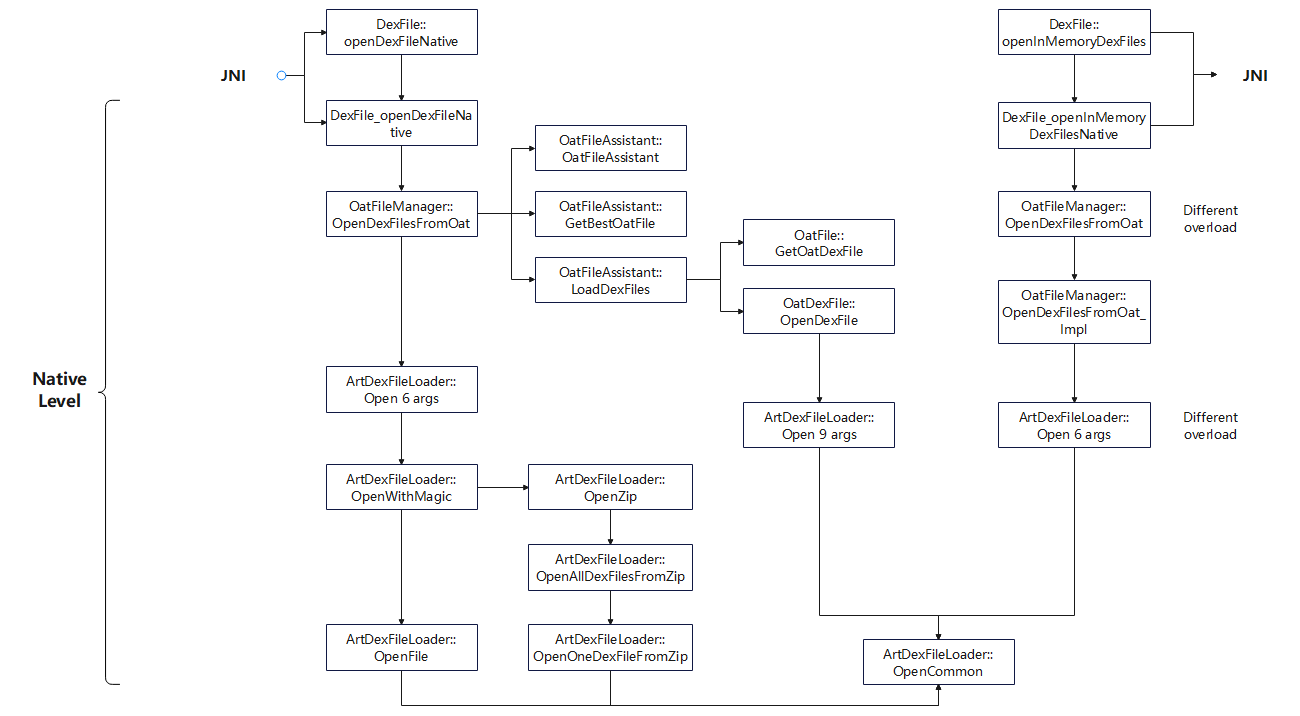 DexFile::
openDexFileNative
DexFile::
openInMemoryDexFiles
JNI
JNI
DexFile_openDexFileNa
tive
DexFile_openInMemory
DexFilesNative
OatFileAssistant::
OatFileAssistant
OatFileManager::
OpenDexFilesFromOat
OatFileAssistant::
GetBestOatFile
OatFileManager::
OpenDexFilesFromOat
Different
overload
OatFile::
GetOatDexFile
OatFileAssistant::
LoadDexFiles
OatDexFile::
OpenDexFile
OatFileManager::
OpenDexFilesFromOat_
Impl
Native
Level
ArtDexFileLoader::
Open 6 args
ArtDexFileLoader::
Open 9 args
ArtDexFileLoader::
Open 6 args
Different
overload
ArtDexFileLoader::
OpenWithMagic
ArtDexFileLoader::
OpenZip
ArtDexFileLoader::
OpenAllDexFilesFromZip
ArtDexFileLoader::
OpenFile
ArtDexFileLoader::
OpenOneDexFileFromZip
ArtDexFileLoader::
OpenCommon